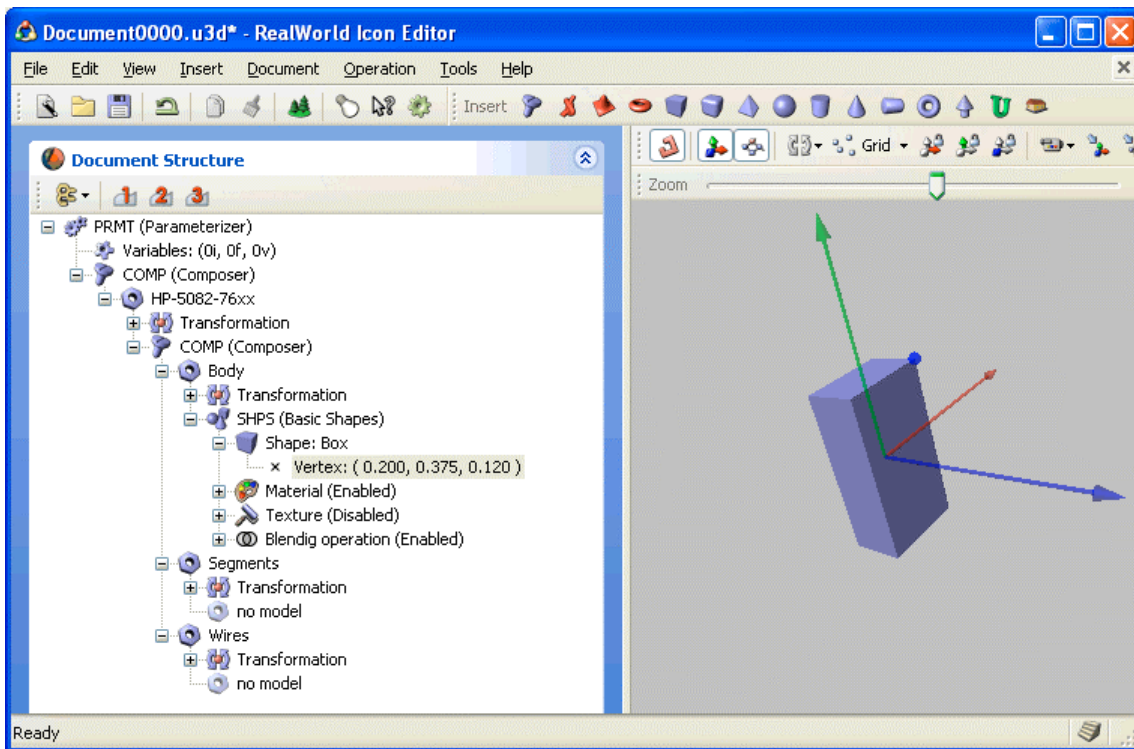 Document0000.u3d* - RealWorld Icon Editor
File Edit View Insert Document Operation Tools Help
Insert
Document Structure
Grid
1 2 3
Zoom
PRMT (Parameterizer)
Variables: (0i, 0f, 0v)
COMP (Composer)
HP-5082-76xx
Transformation
COMP (Composer)
Body
Transformation
SHPS (Basic Shapes)
Shape: Box
Vertex: ( 0.200, 0.375, 0.120 )
Material (Enabled)
Texture (Disabled)
Blendig operation (Enabled)
Segments
Transformation
no model
Wires
Transformation
no model
Ready